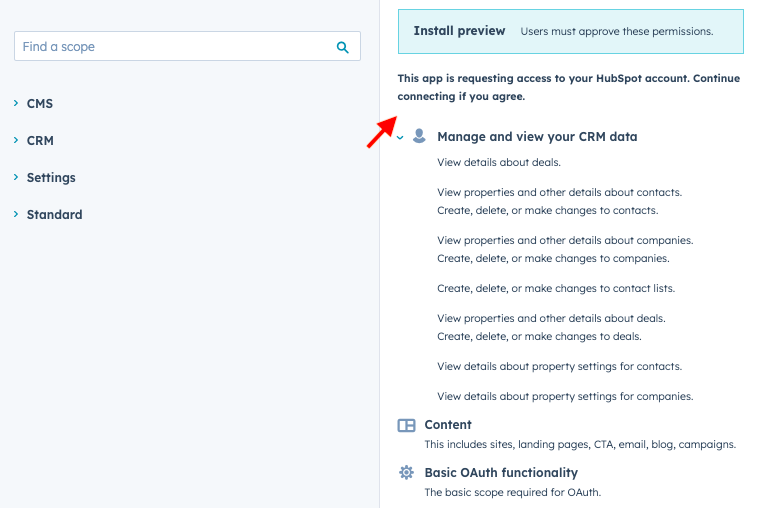 Find a scope
CMS
CRM
Settings
Standard
Install preview Users must approve these permissions.
This app is requesting access to your HubSpot account. Continue
connecting if you agree.
Manage and view your CRM data
View details about deals.
View properties and other details about contacts.
Create, delete, or make changes to contacts.
View properties and other details about companies.
Create, delete, or make changes to companies.
Create, delete, or make changes to contact lists.
View properties and other details about deals.
Create, delete, or make changes to deals.
View details about property settings for contacts.
View details about property settings for companies.
Content
This includes sites, landing pages, CTA, email, blog, campaigns.
Basic OAuth functionality
The basic scope required for OAuth.